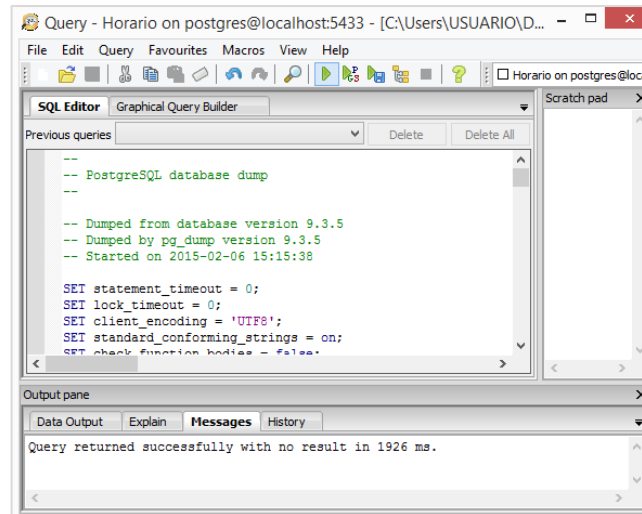 Query - Horario on postgres@localhost:5433 - [C:\Users\USUARIO\D...
File Edit Query Favourites Macros View Help
Horario on postgres@loc
SQL Editor Graphical Query Builder
Scratch pad
Previous queries Delete Delete All
--
-- PostgreSQL database dump
--
-- Dumped from database version 9.3.5
-- Dumped by pg_dump version 9.3.5
-- Started on 2015-02-06 15:15:38
SET statement_timeout = 0;
SET lock_timeout = 0;
SET client_encoding = 'UTF8';
SET standard_conforming_strings = on;
SET check_function_bodies = false;
Output pane
Data Output Explain Messages History
Query returned successfully with no result in 1926 ms.